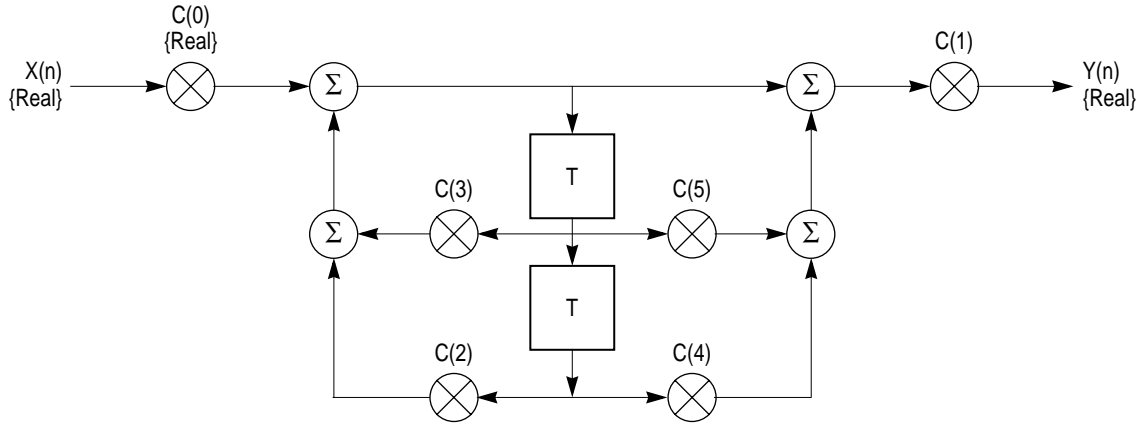 C(0)
{Real}
C(1)
X(n)
{Real}
Σ
Σ
Y(n)
{Real}
T
C(3)
C(5)
Σ
Σ
T
C(2)
C(4)